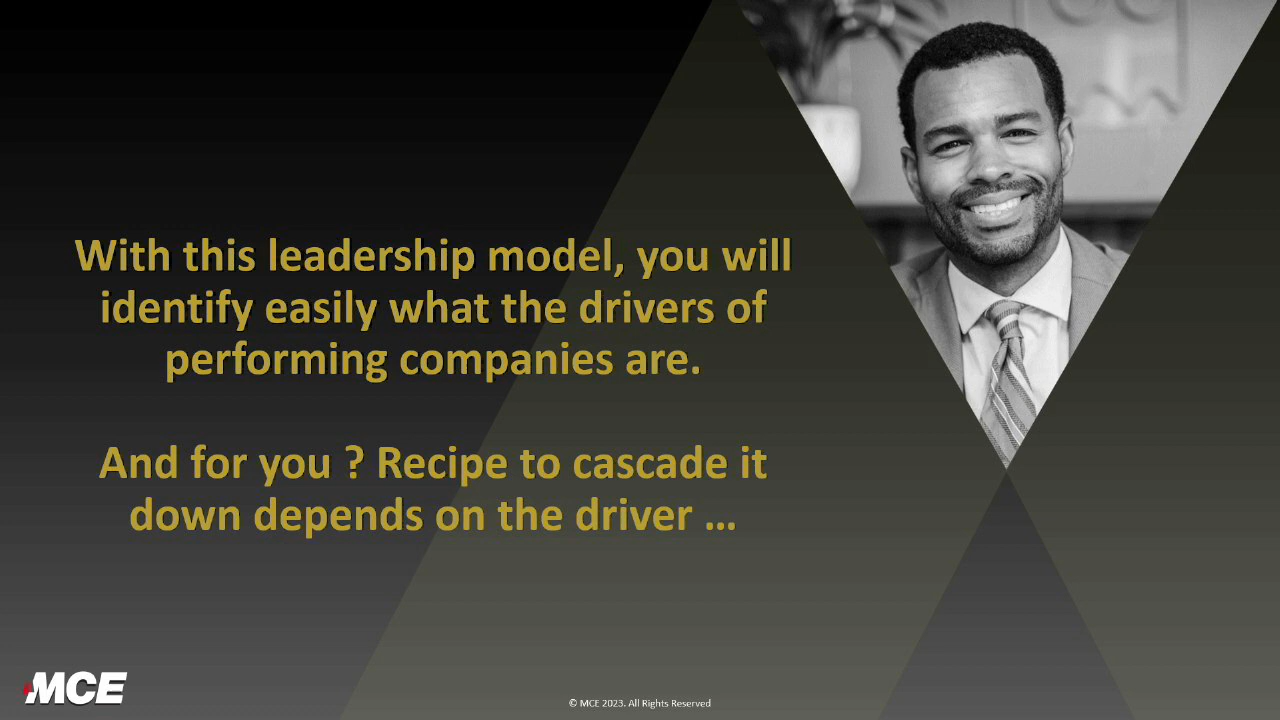 With this leadership model, you will
identify easily what the drivers of
performing companies are.
And for you ? Recipe to cascade it
down depends on the driver ...
MCE
© MCE 2023. All Rights Reserved